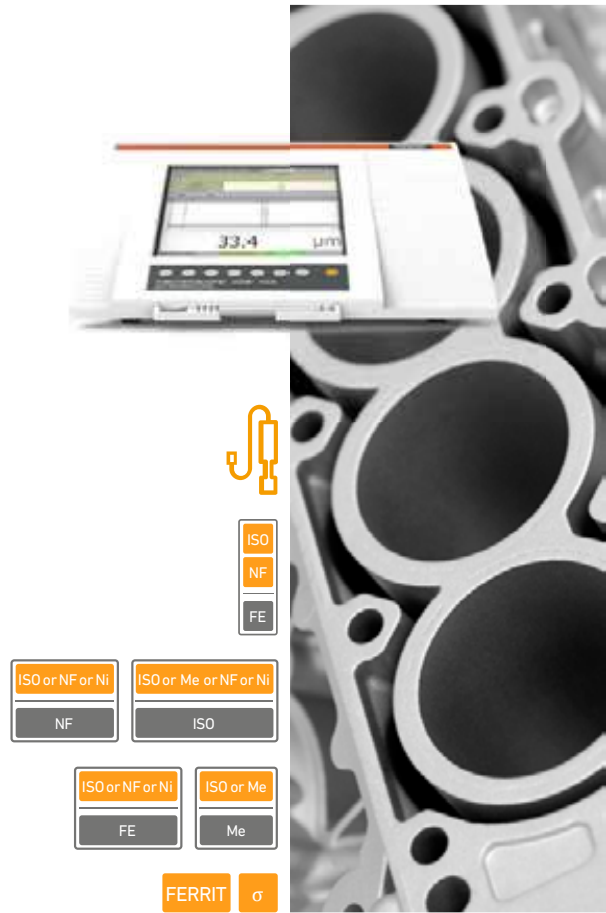 33.4 µm
ISO
NF
FE
ISO or NF or Ni
NF
ISO or Me or NF or Ni
ISO
ISO or NF or Ni
FE
ISO or Me
Me
FERRIT
σ